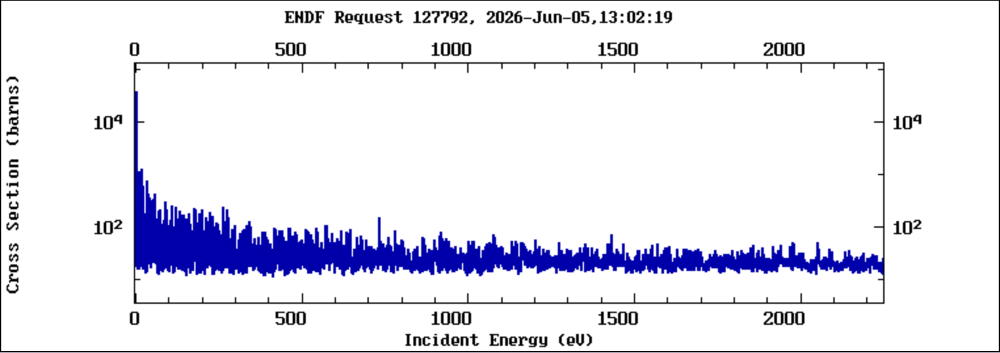 ENDF Request 127792, 2026-Jun-05,13:02:19
0 500 1000 1500 2000
Cross Section (barns)
10⁴ 10⁴
10² 10²
0 500 1000 1500 2000
Incident Energy (eV)